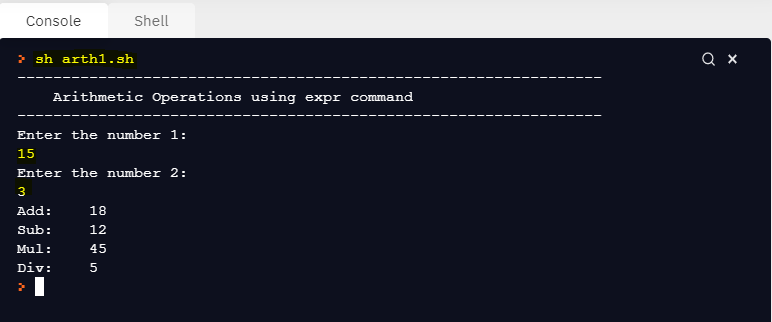 Console Shell
> sh arth1.sh
-----------------------------------------------------------------
Arithmetic Operations using expr command
-----------------------------------------------------------------
Enter the number 1:
15
Enter the number 2:
3
Add: 18
Sub: 12
Mul: 45
Div: 5
>